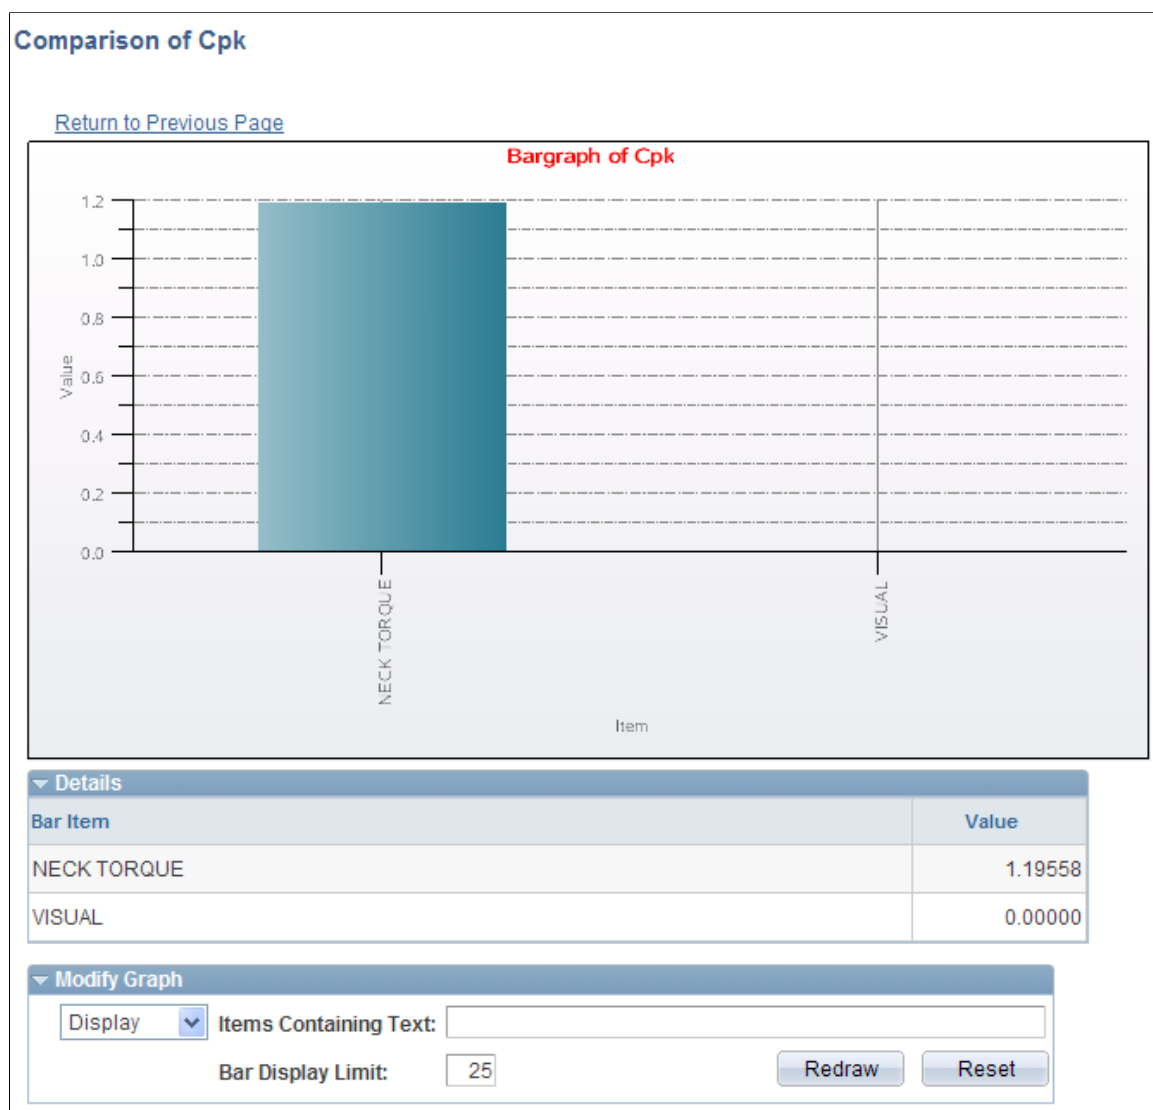 Comparison of Cpk
Return to Previous Page
Bargraph of Cpk
1.2
1.0
0.8
0.6
0.4
0.2
0.0
Value
NECK TORQUE
VISUAL
Item
Details
Bar Item Value
NECK TORQUE 1.19558
VISUAL 0.00000
Modify Graph
Display Items Containing Text:
Bar Display Limit: 25 Redraw Reset